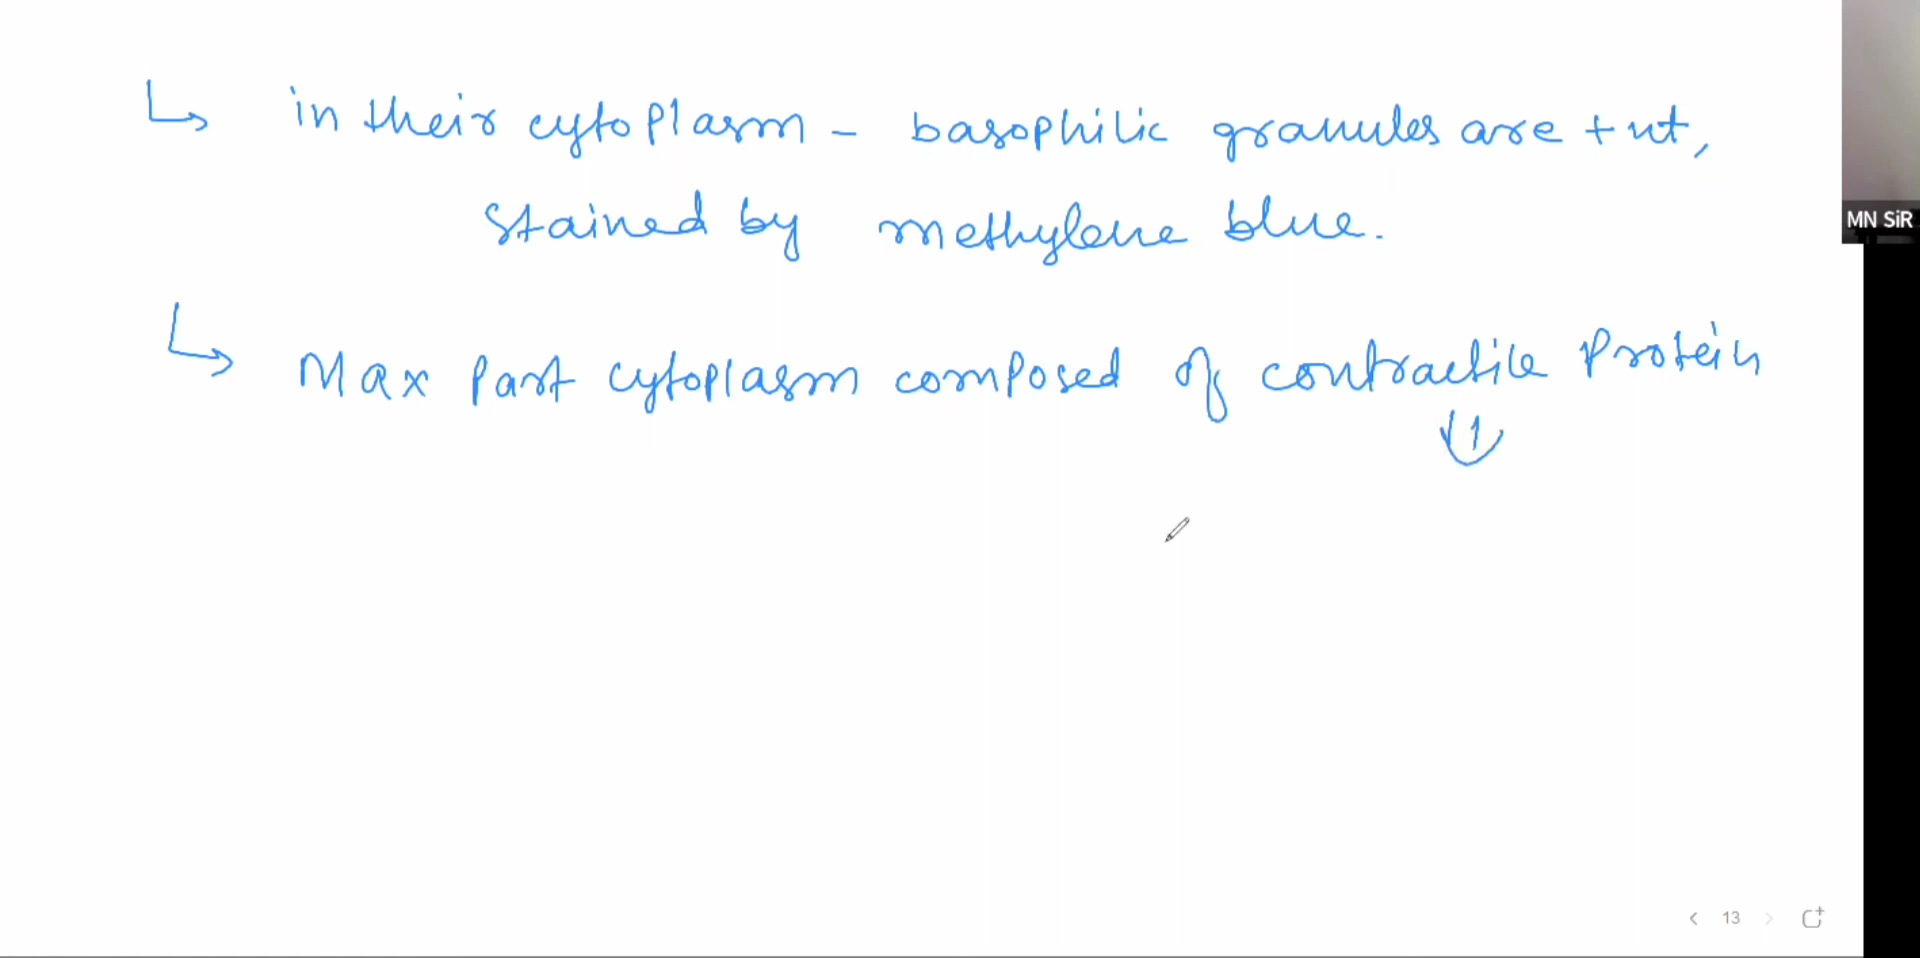 ↳ in their cytoplasm - basophilic granules are +nt,
stained by methylene blue.
↳ Max part cytoplasm composed of contractile protein
MN SiR
< 13 >